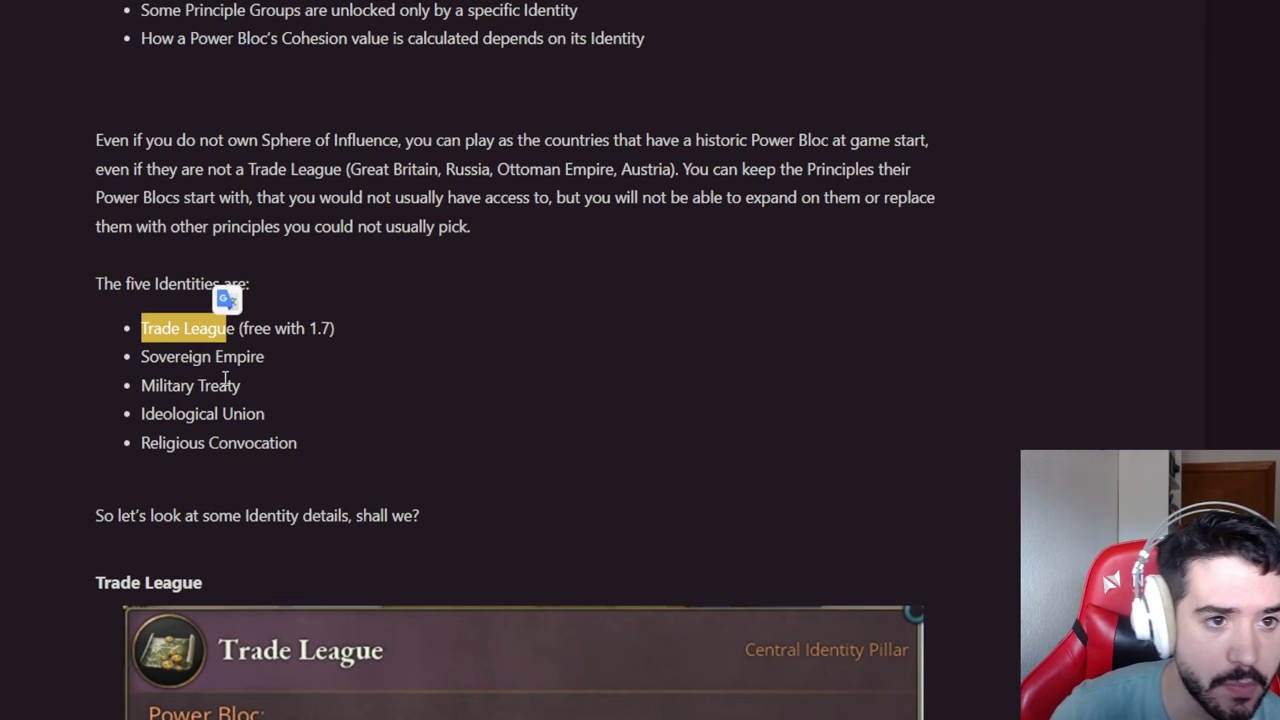 Some Principle Groups are unlocked only by a specific Identity
How a Power Bloc's Cohesion value is calculated depends on its Identity
Even if you do not own Sphere of Influence, you can play as the countries that have a historic Power Bloc at game start,
even if they are not a Trade League (Great Britain, Russia, Ottoman Empire, Austria). You can keep the Principles their
Power Blocs start with, that you would not usually have access to, but you will not be able to expand on them or replace
them with other principles you could not usually pick.
The five Identities are:
Trade League (free with 1.7)
Sovereign Empire
Military Treaty
Ideological Union
Religious Convocation
So let's look at some Identity details, shall we?
Trade League
Trade League
Central Identity Pillar
Power Bloc: